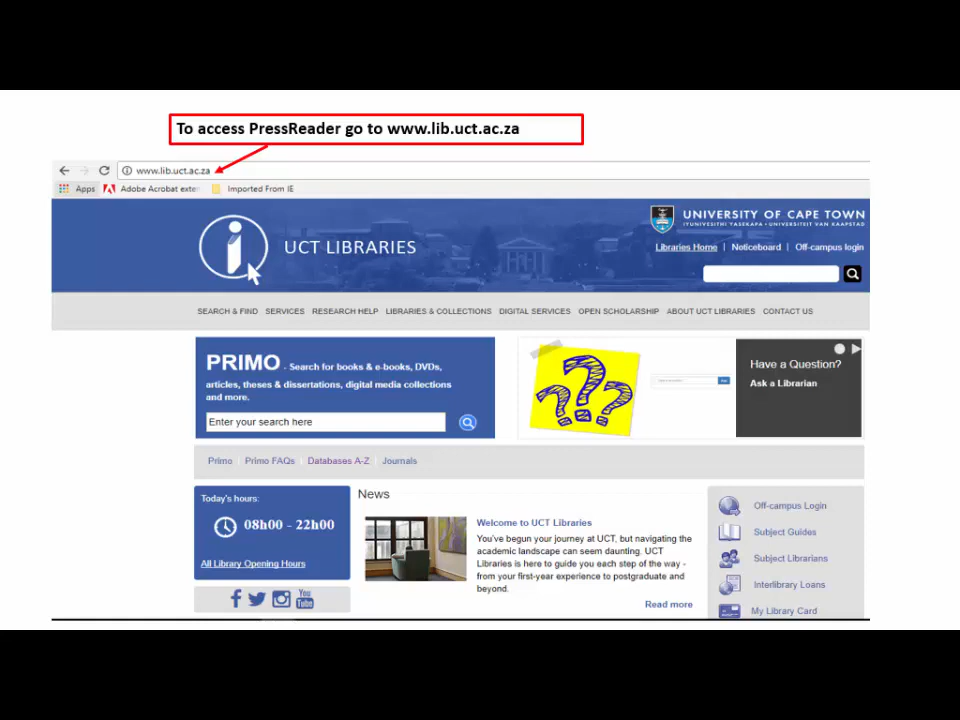 To access PressReader go to www.lib.uct.ac.za
www.lib.uct.ac.za
Apps Adobe Acrobat exten Imported From IE
UNIVERSITY OF CAPE TOWN
IYUNIVESITHI YASEKAPA • UNIVERSITEIT VAN KAAPSTAD
UCT LIBRARIES
Libraries Home | Noticeboard | Off-campus login
SEARCH & FIND SERVICES RESEARCH HELP LIBRARIES & COLLECTIONS DIGITAL SERVICES OPEN SCHOLARSHIP ABOUT UCT LIBRARIES CONTACT US
PRIMO - Search for books & e-books, DVDs,
articles, theses & dissertations, digital media collections
and more.
Enter your search here
???
Have a Question?
Ask a Librarian
Primo | Primo FAQs | Databases A-Z | Journals
Today's hours:
08h00 - 22h00
All Library Opening Hours
You Tube
News
Welcome to UCT Libraries
You've begun your journey at UCT, but navigating the
academic landscape can seem daunting. UCT
Libraries is here to guide you each step of the way -
from your first-year experience to postgraduate and
beyond.
Read more
Off-campus Login
Subject Guides
Subject Librarians
Interlibrary Loans
My Library Card